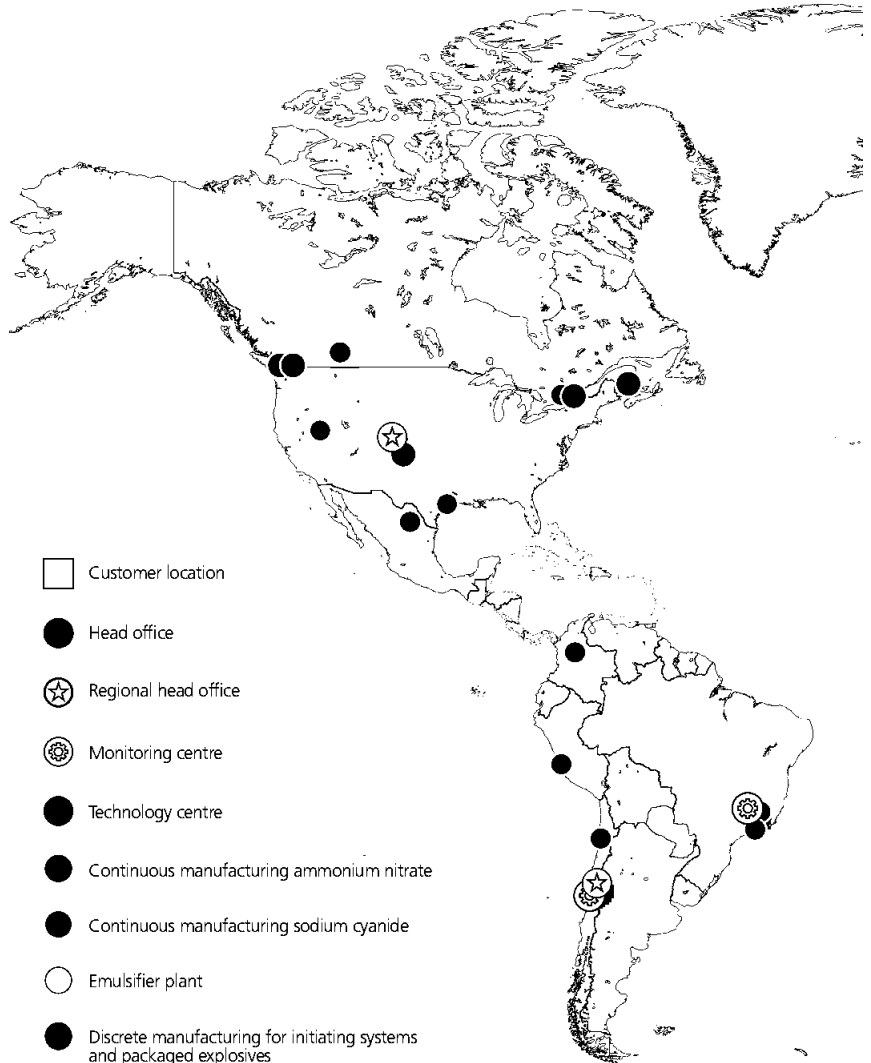 Customer location
Head office
Regional head office
Monitoring centre
Technology centre
Continuous manufacturing ammonium nitrate
Continuous manufacturing sodium cyanide
Emulsifier plant
Discrete manufacturing for initiating systems
and packaged explosives